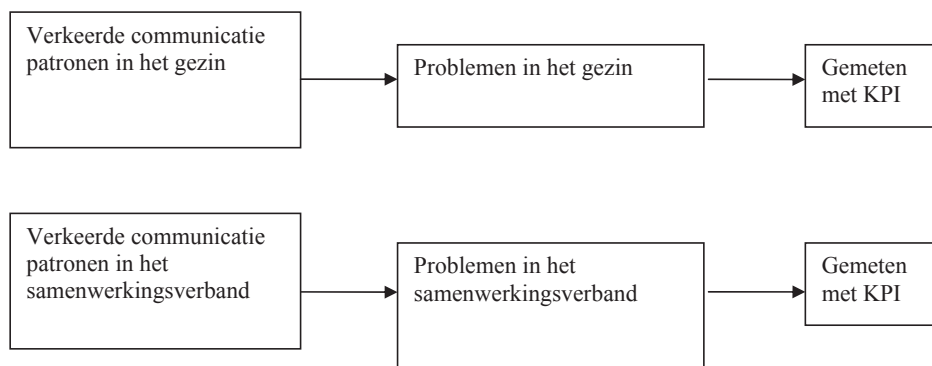 Verkeerde communicatie
patronen in het gezin
Problemen in het gezin
Gemeten
met KPI
Verkeerde communicatie
patronen in het
samenwerkingsverband
Problemen in het
samenwerkingsverband
Gemeten
met KPI